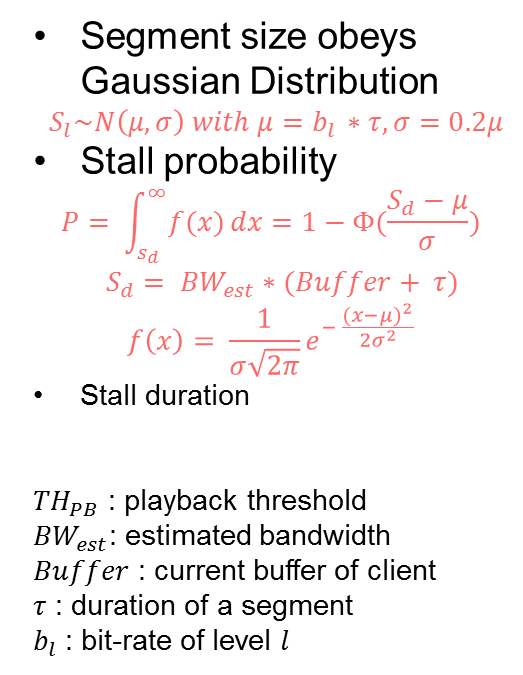 • Segment size obeys
Gaussian Distribution
S_l~N(μ, σ) with μ = b_l * τ, σ = 0.2μ
• Stall probability
P = ∫_{s_d}^{∞} f(x) dx = 1 − Φ((S_d − μ)/σ)
S_d = BW_est * (Buffer + τ)
f(x) = 1/(σ√(2π)) e^{−(x−μ)²/(2σ²)}
• Stall duration
TH_PB : playback threshold
BW_est: estimated bandwidth
Buffer : current buffer of client
τ : duration of a segment
b_l : bit-rate of level l